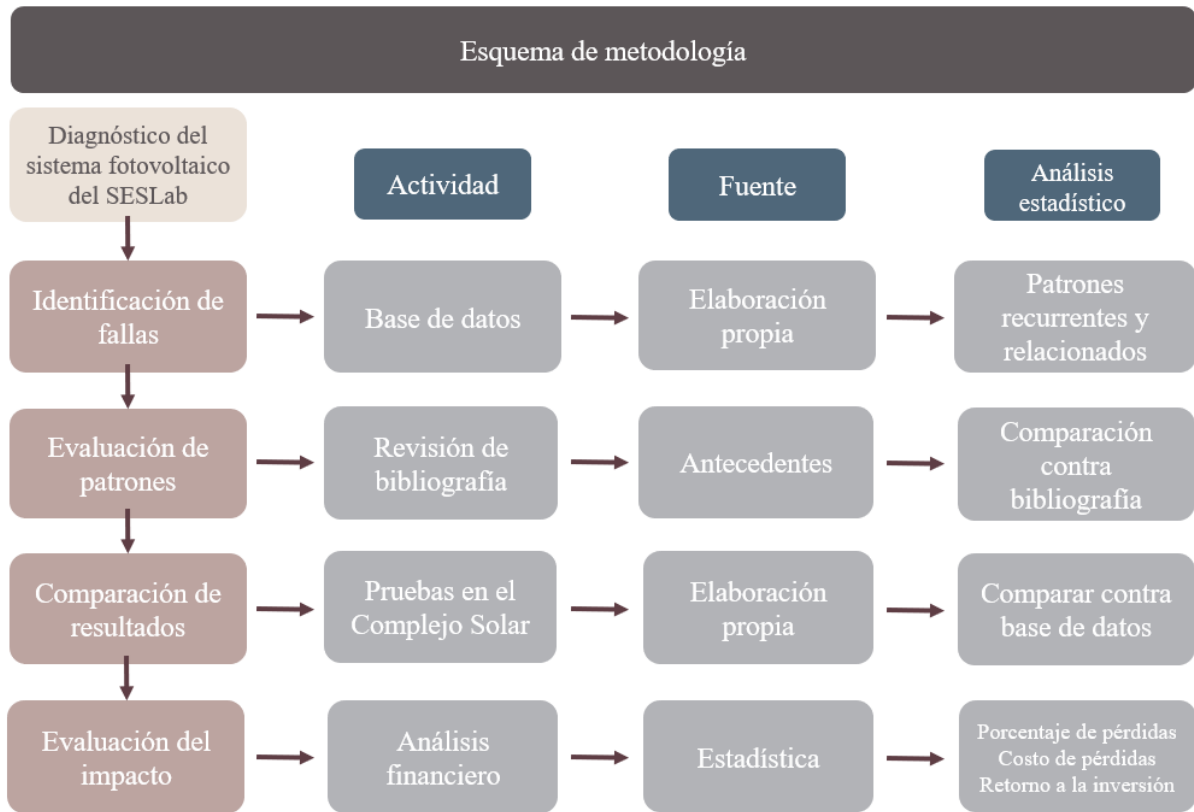 Esquema de metodología
Diagnóstico del
sistema fotovoltaico
del SESLab
Actividad
Fuente
Análisis
estadístico
Identificación de
fallas
Base de datos
Elaboración
propia
Patrones
recurrentes y
relacionados
Evaluación de
patrones
Revisión de
bibliografía
Antecedentes
Comparación
contra
bibliografía
Comparación de
resultados
Pruebas en el
Complejo Solar
Elaboración
propia
Comparar contra
base de datos
Evaluación del
impacto
Análisis
financiero
Estadística
Porcentaje de pérdidas
Costo de pérdidas
Retorno a la inversión